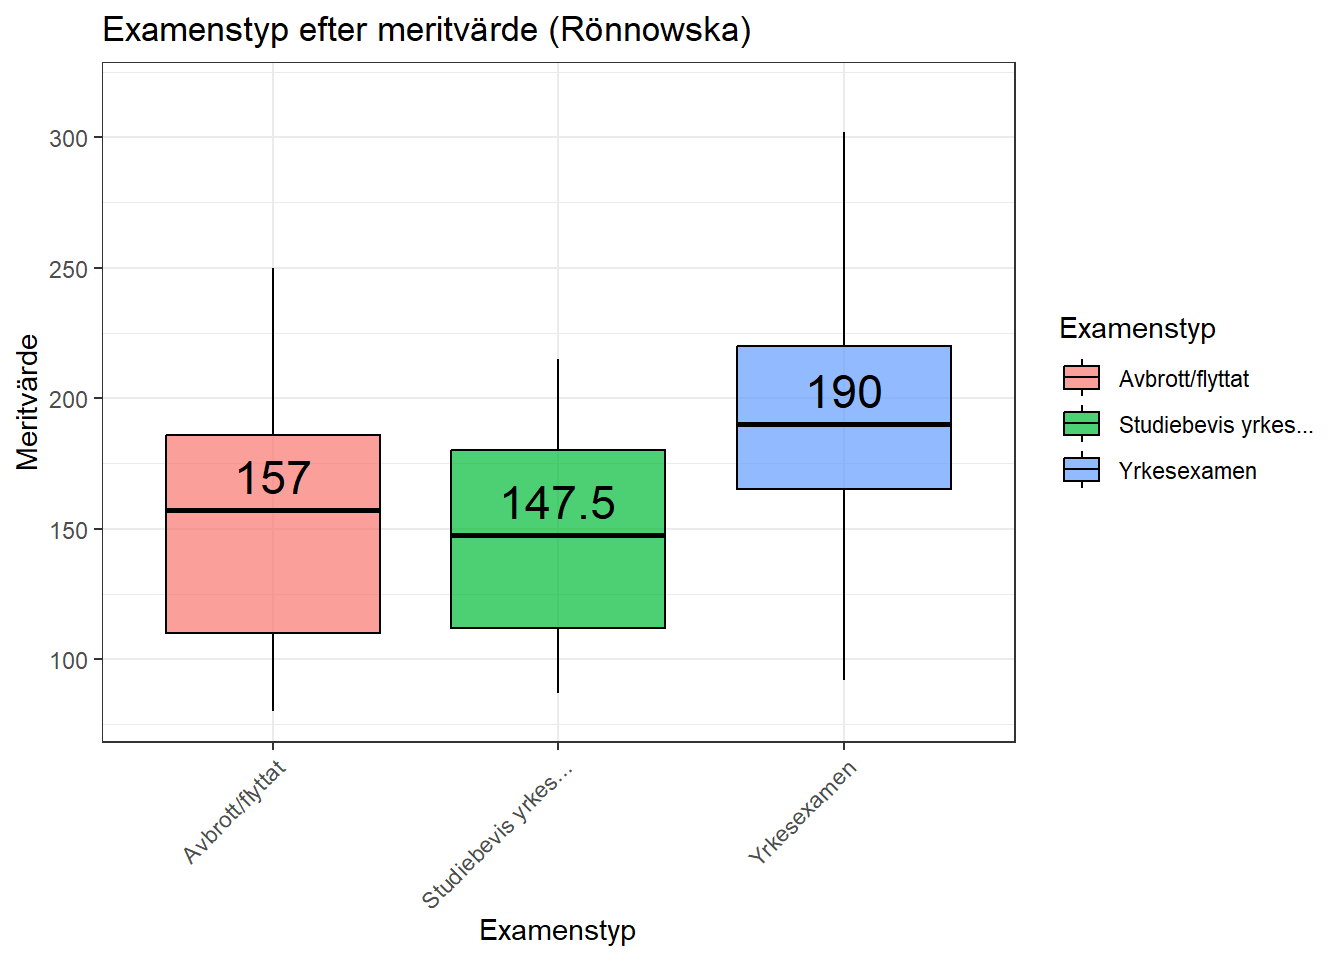 Examenstyp efter meritvärde (Rönnowska)
Meritvärde
300
250
200
150
100
157
147.5
190
Avbrott/flyttat
Studiebevis yrkes...
Yrkesexamen
Examenstyp
Examenstyp
Avbrott/flyttat
Studiebevis yrkes...
Yrkesexamen